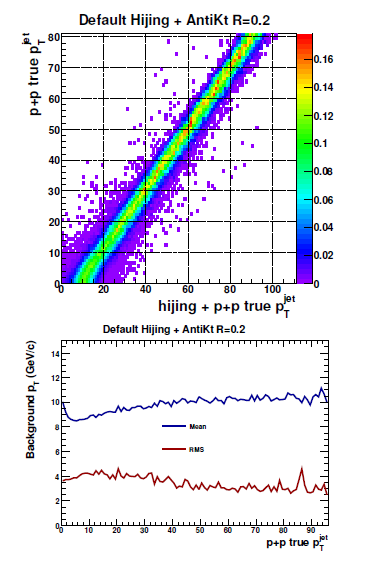 Default Hijing + AntiKt R=0.2
p+p true p_T^jet
80
70
60
50
40
30
20
10
0
0 20 40 60 80 100
0.16
0.14
0.12
0.1
0.08
0.06
0.04
0.02
0
hijing + p+p true p_T^jet
Default Hijing + AntiKt R=0.2
Background p_T (GeV/c)
14
12
10
8
6
4
2
0
Mean
RMS
0 10 20 30 40 50 60 70 80 90
p+p true p_T^jet